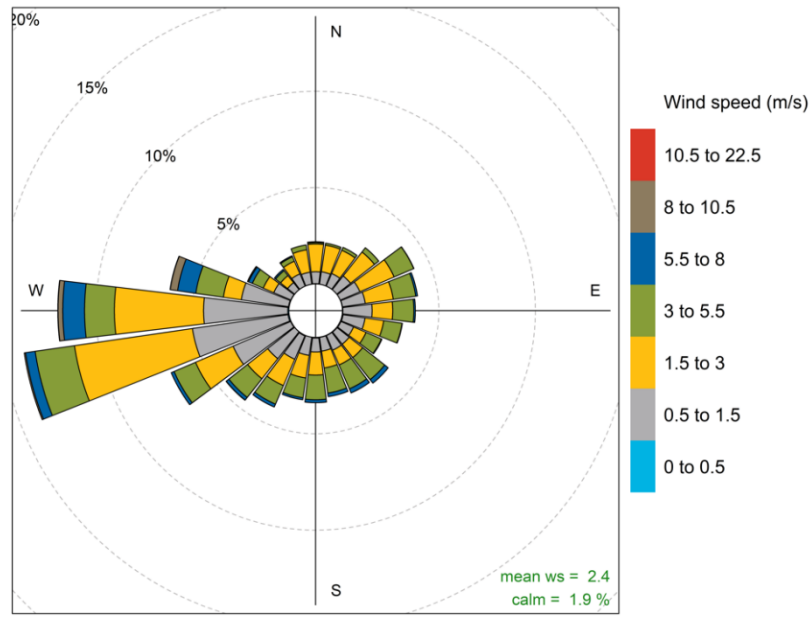 20%
N
15%
10%
5%
W
E
S
mean ws = 2.4
calm = 1.9 %
Wind speed (m/s)
10.5 to 22.5
8 to 10.5
5.5 to 8
3 to 5.5
1.5 to 3
0.5 to 1.5
0 to 0.5